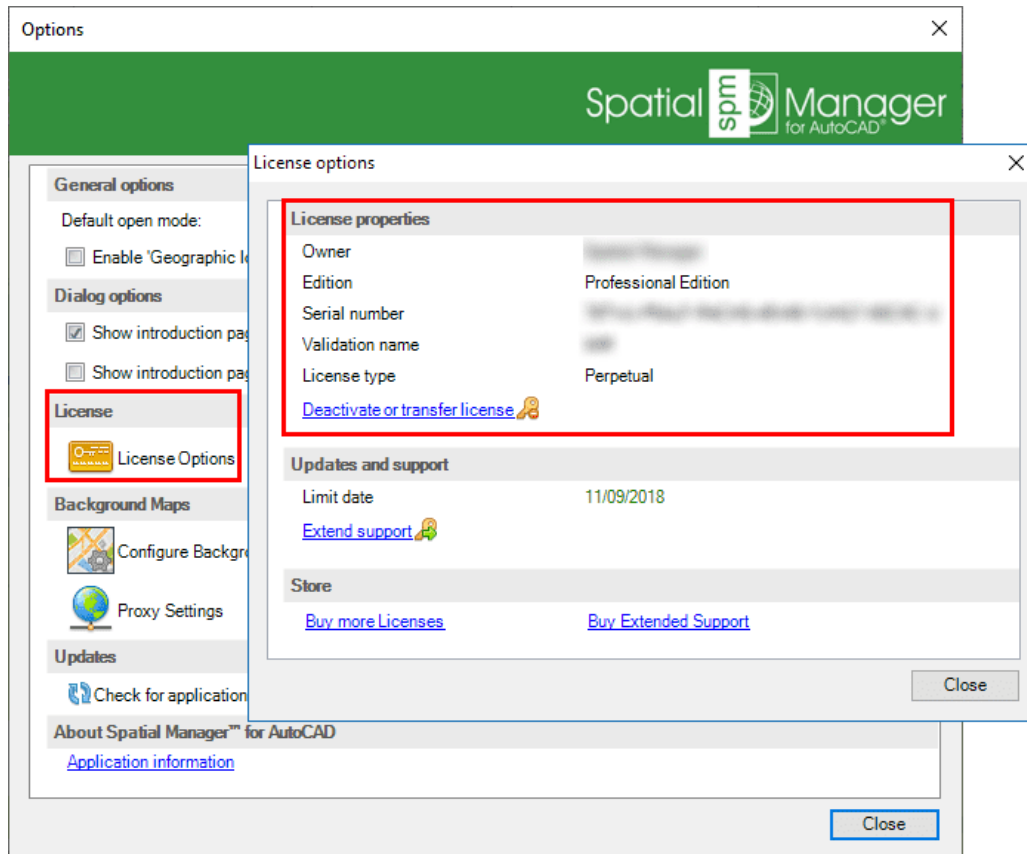 Options
Spatial spm Manager
for AutoCAD®
General options
Default open mode:
Enable 'Geographic
Dialog options
Show introduction
Show introduction
License
License Options
Background Maps
Configure
Proxy Settings
Updates
Check for application
About Spatial Manager™ for AutoCAD
Application information
Close
License options
License properties
Owner
Edition Professional Edition
Serial number
Validation name
License type Perpetual
Deactivate or transfer license
Updates and support
Limit date 11/09/2018
Extend support
Store
Buy more Licenses Buy Extended Support
Close